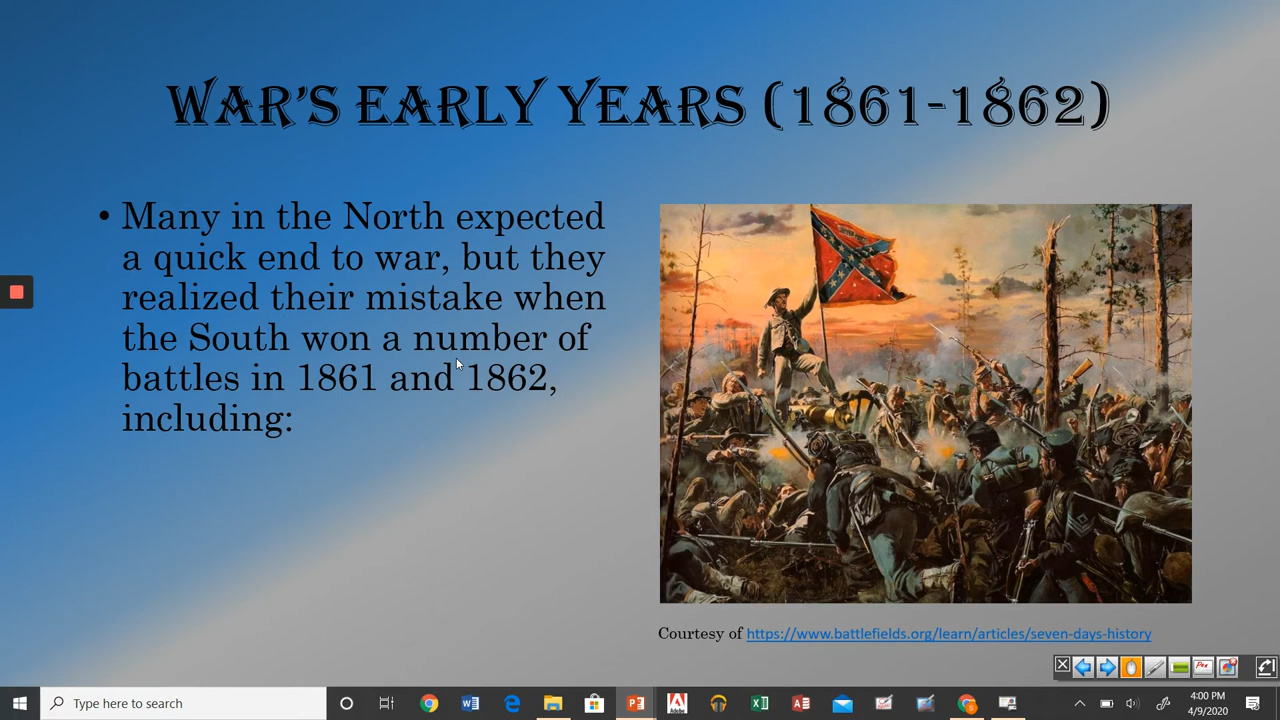 WAR'S EARLY YEARS (1861-1862)
• Many in the North expected
a quick end to war, but they
realized their mistake when
the South won a number of
battles in 1861 and 1862,
including:
Courtesy of https://www.battlefields.org/learn/articles/seven-days-history
Type here to search
4:00 PM
4/9/2020